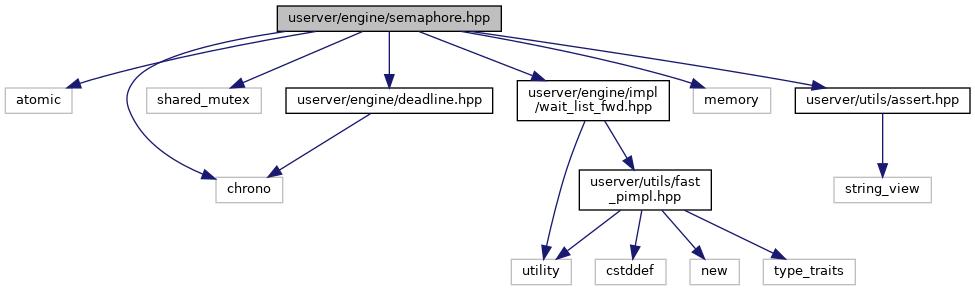 userver/engine/semaphore.hpp
atomic
shared_mutex
userver/engine/deadline.hpp
userver/engine/impl
/wait_list_fwd.hpp
memory
userver/utils/assert.hpp
chrono
userver/utils/fast
_pimpl.hpp
string_view
utility
cstddef
new
type_traits